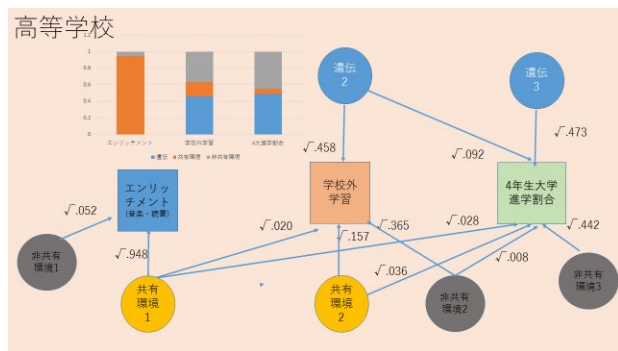 高等学校
1
0.8
0.6
0.4
0.2
0
エンリッチメント
学校外学習
4大進学割合
遺伝
共有環境
非共有環境
遺伝
2
遺伝
3
√.458
√.092
√.473
エンリッ
チメント
(音楽・読書)
学校外
学習
4年生大学
進学割合
√.052
√.948
√.020
√.157
√.365
√.028
√.036
√.008
√.442
非共有
環境1
共有
環境
1
共有
環境
2
非共有
環境2
非共有
環境3